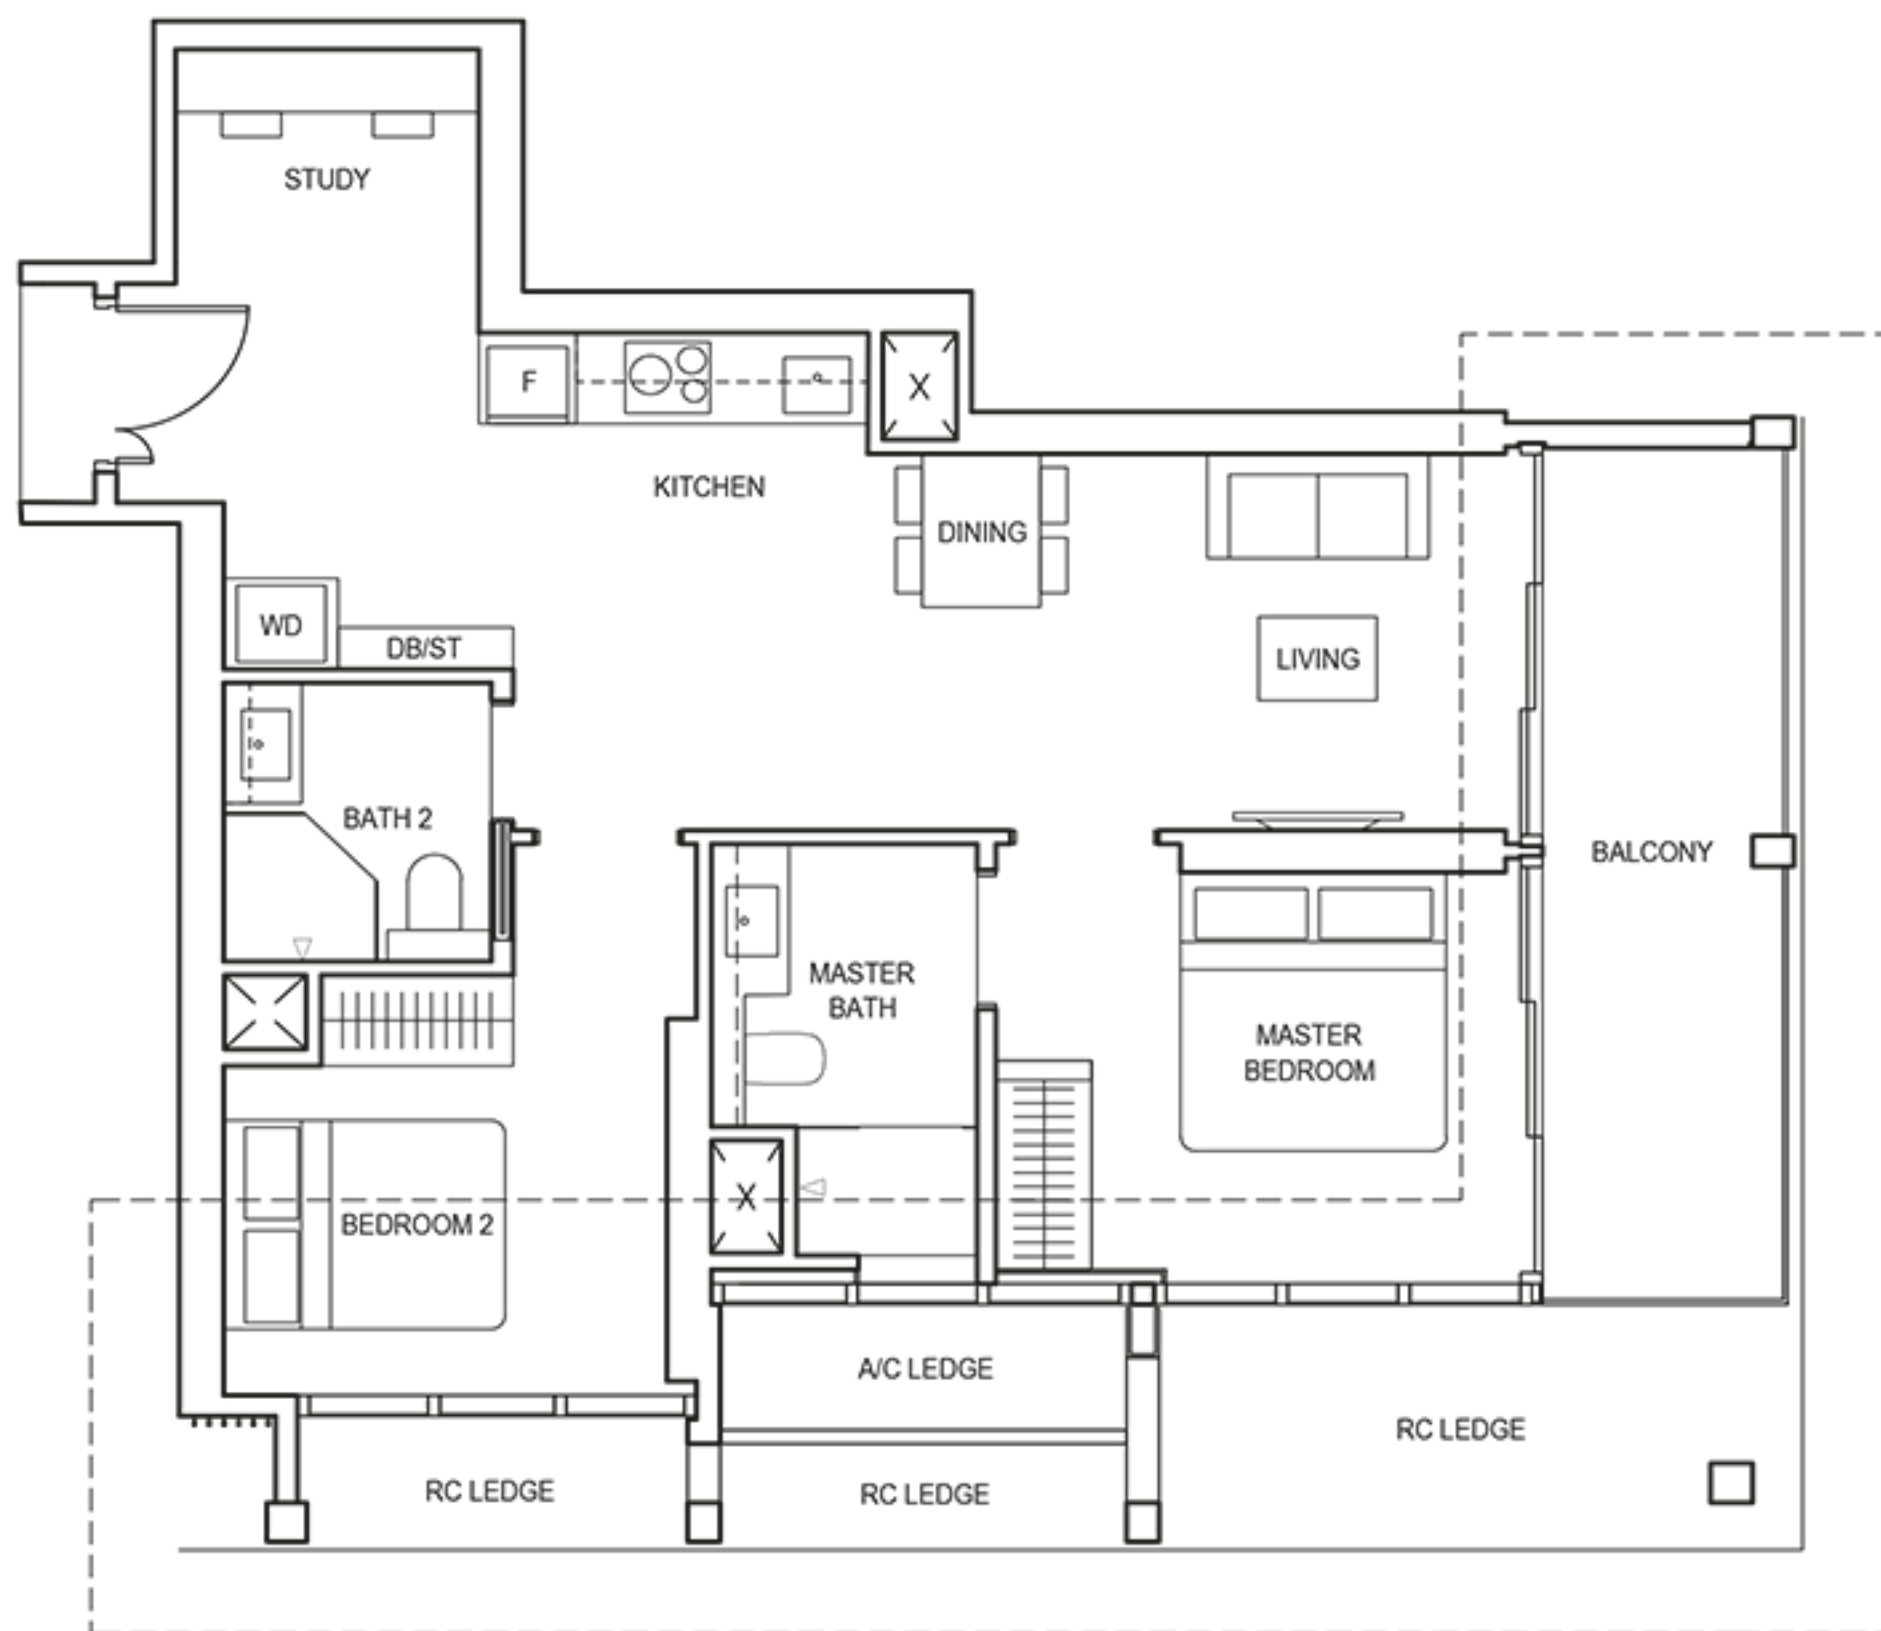 STUDY
F
X
KITCHEN
DINING
WD
DB/ST
LIVING
BATH 2
BALCONY
MASTER
BATH
MASTER
BEDROOM
X
BEDROOM 2
A/C LEDGE
RC LEDGE
RC LEDGE
RC LEDGE